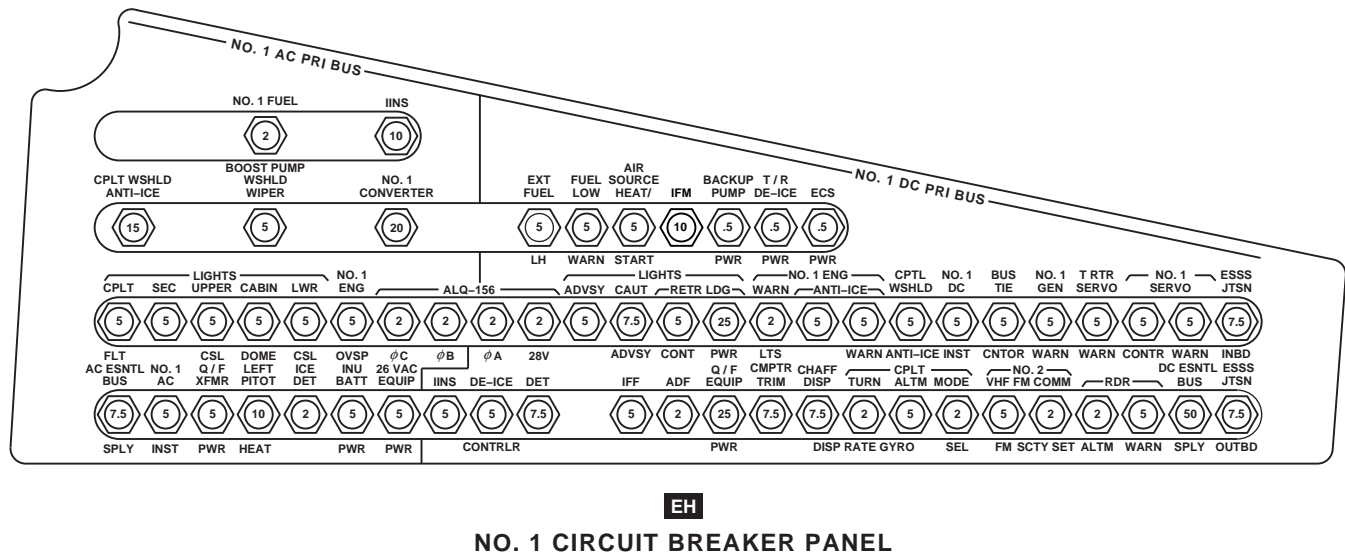 NO. 1 AC PRI BUS
NO. 1 DC PRI BUS
NO. 1 FUEL IINS
2 10
BOOST PUMP
CPLT WSHLD WSHLD NO. 1
ANTI–ICE WIPER CONVERTER
AIR
EXT FUEL SOURCE BACKUP T / R
FUEL LOW HEAT/ IFM PUMP DE–ICE ECS
15 5 20 5 5 5 10 .5 .5 .5
LH WARN START PWR PWR PWR
LIGHTS NO. 1 ALQ–156 LIGHTS NO. 1 ENG CPTL NO. 1 BUS NO. 1 T RTR NO. 1 ESSS
CPLT SEC UPPER CABIN LWR ENG ADVSY CAUT RETR LDG WARN ANTI–ICE WSHLD DC TIE GEN SERVO SERVO JTSN
5 5 5 5 5 5 2 2 2 2 5 7.5 5 25 2 5 5 5 5 5 5 5 5 5 7.5
FLT CSL DOME CSL OVSP ϕC ϕB ϕA 28V ADVSY CONT PWR LTS WARN ANTI–ICE INST CNTOR WARN WARN CONTR WARN INBD
AC ESNTL NO. 1 Q / F LEFT ICE INU 26 VAC Q / F CMPTR CHAFF CPLT NO. 2 DC ESNTL ESSS
BUS AC XFMR PITOT DET BATT EQUIP IINS DE–ICE DET IFF ADF EQUIP TRIM DISP TURN ALTM MODE VHF FM COMM RDR BUS JTSN
7.5 5 5 10 2 5 5 5 5 7.5 5 2 25 7.5 7.5 2 5 2 5 2 2 5 50 7.5
SPLY INST PWR HEAT PWR PWR CONTRLR PWR DISP RATE GYRO SEL FM SCTY SET ALTM WARN SPLY OUTBD
EH
NO. 1 CIRCUIT BREAKER PANEL